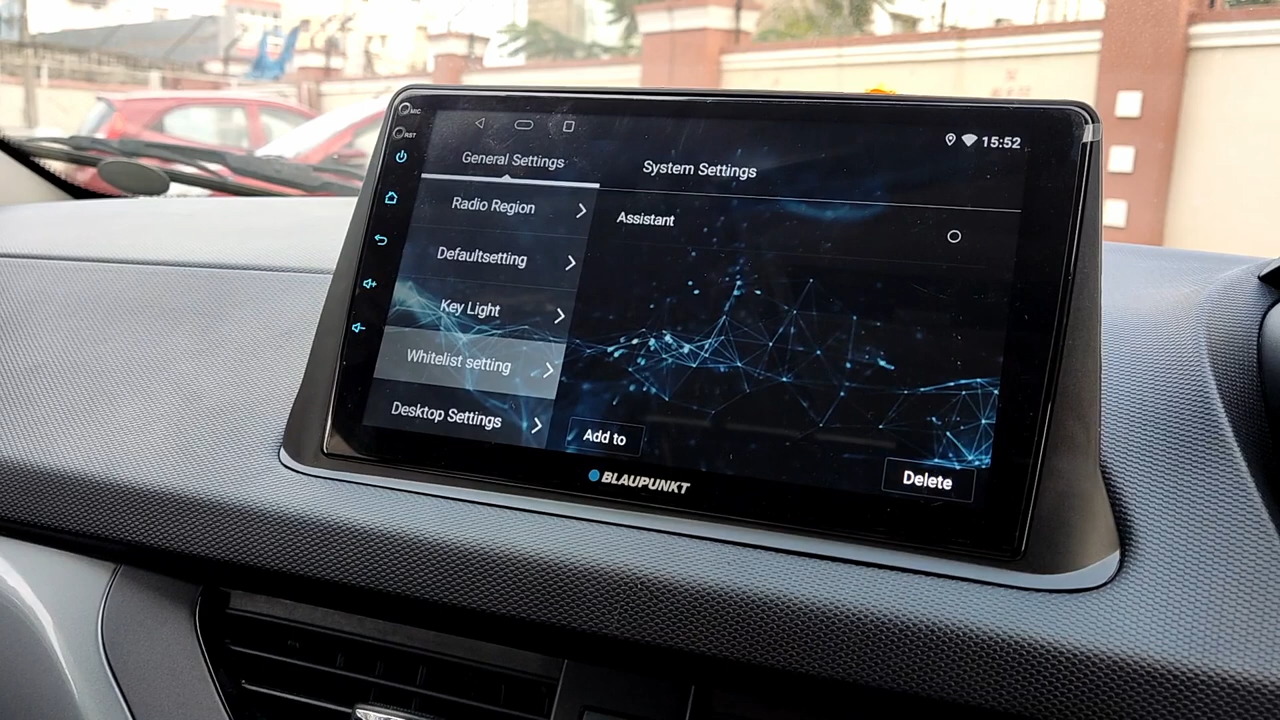 MIC
RST
15:52
General Settings
System Settings
Radio Region
Assistant
Defaultsetting
Key Light
Whitelist setting
Desktop Settings
Add to
Delete
BLAUPUNKT